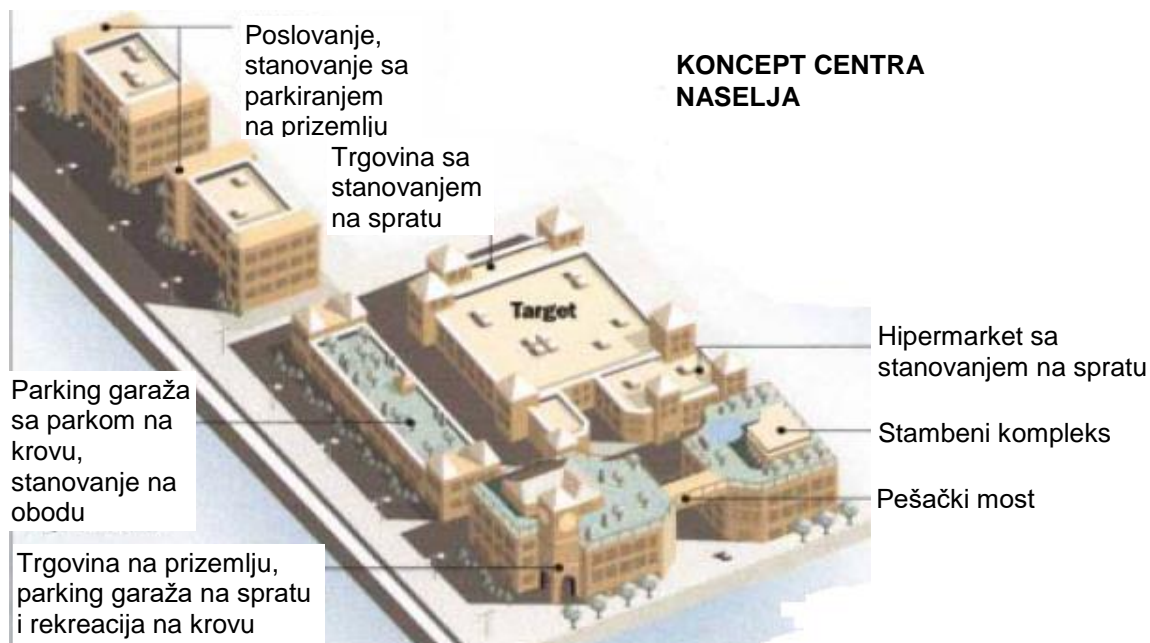 Poslovanje,
stanovanje sa
parkiranjem
na prizemlju
KONCEPT CENTRA
NASELJA
Trgovina sa
stanovanjem
na spratu
Target
Hipermarket sa
stanovanjem na spratu
Parking garaža
sa parkom na
krovu,
stanovanje na
obodu
Stambeni kompleks
Pešački most
Trgovina na prizemlju,
parking garaža na spratu
i rekreacija na krovu